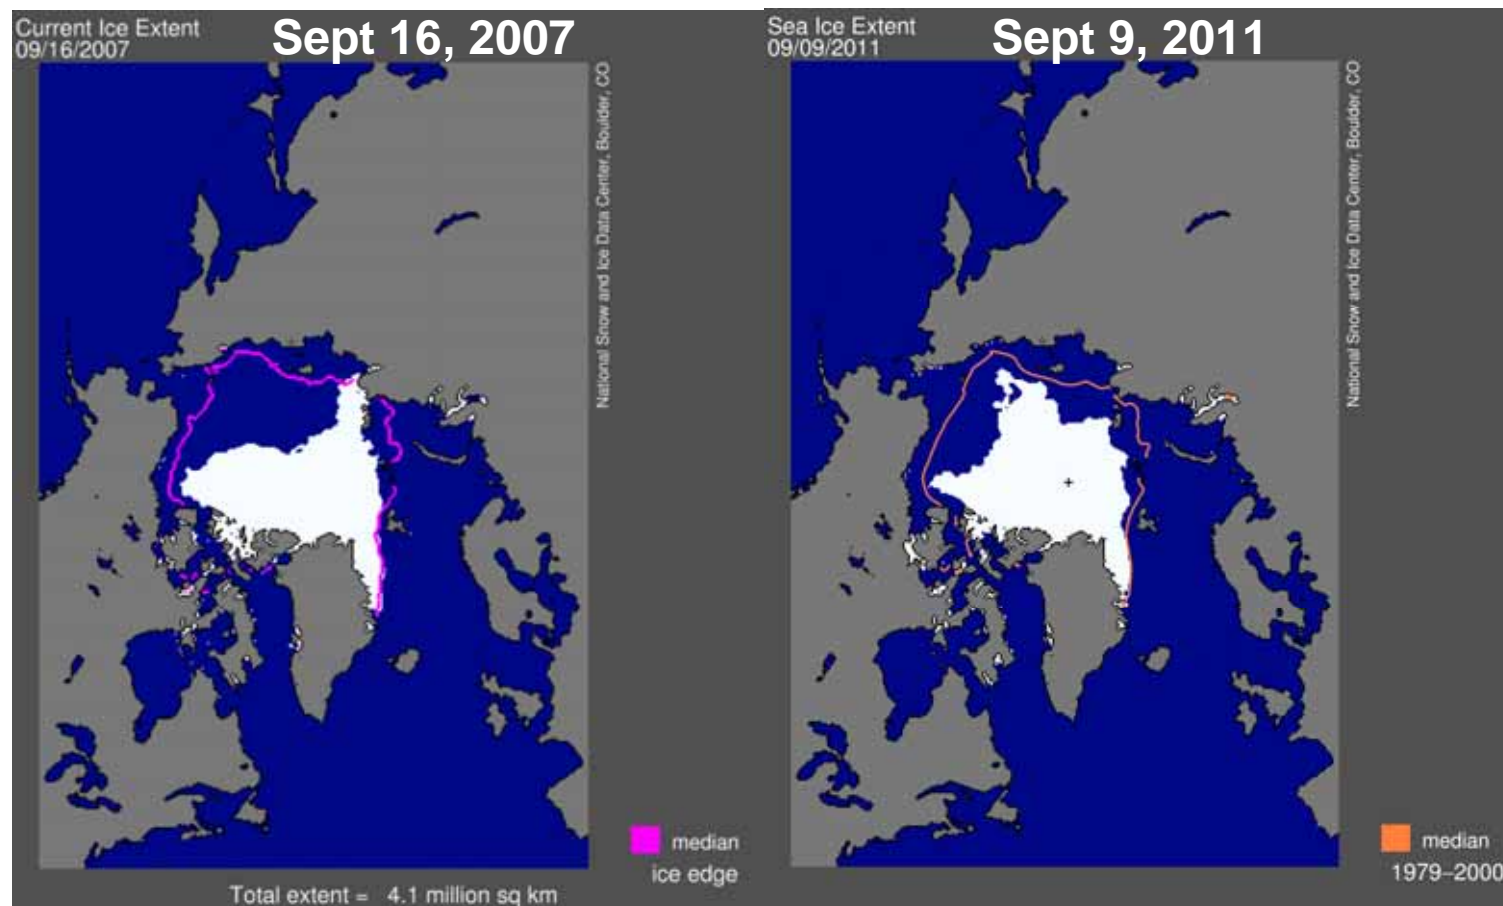 Current Ice Extent
09/16/2007
Sept 16, 2007
National Snow and Ice Data Center, Boulder, CO
median
ice edge
Total extent = 4.1 million sq km
Sea Ice Extent
09/09/2011
Sept 9, 2011
National Snow and Ice Data Center, Boulder, CO
median
1979–2000